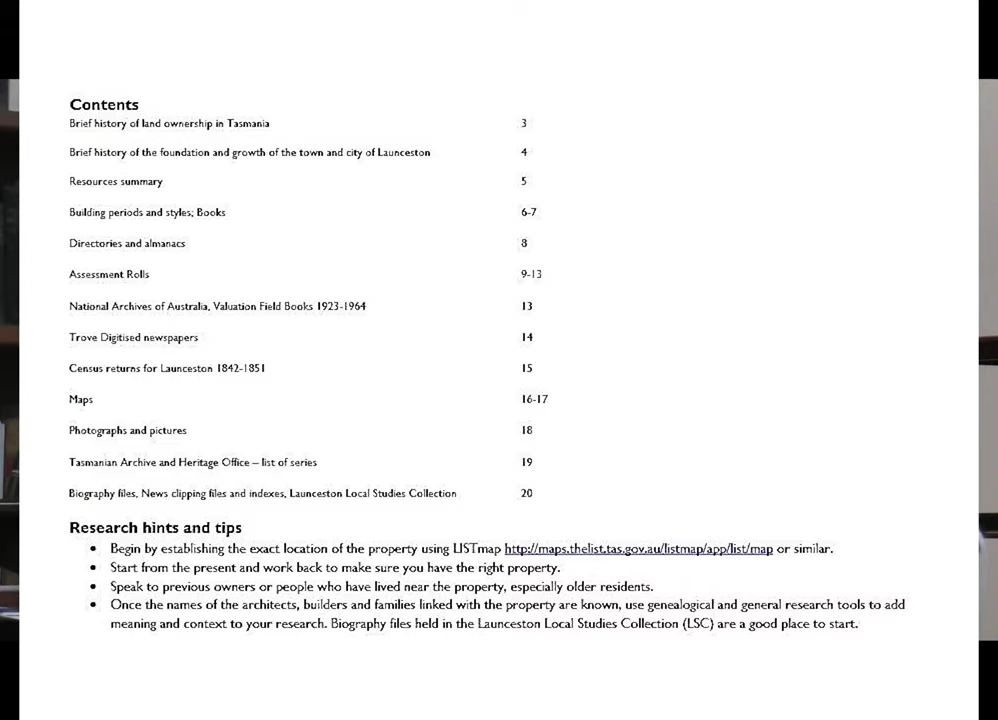 Contents
Brief history of land ownership in Tasmania 3
Brief history of the foundation and growth of the town and city of Launceston 4
Resources summary 5
Building periods and styles; Books 6-7
Directories and almanacs 8
Assessment Rolls 9-13
National Archives of Australia, Valuation Field Books 1923-1964 13
Trove Digitised newspapers 14
Census returns for Launceston 1842-1851 15
Maps 16-17
Photographs and pictures 18
Tasmanian Archive and Heritage Office – list of series 19
Biography files, News clipping files and indexes, Launceston Local Studies Collection 20
Research hints and tips
• Begin by establishing the exact location of the property using LISTmap http://maps.thelist.tas.gov.au/listmap/app/list/map or similar.
• Start from the present and work back to make sure you have the right property.
• Speak to previous owners or people who have lived near the property, especially older residents.
• Once the names of the architects, builders and families linked with the property are known, use genealogical and general research tools to add
meaning and context to your research. Biography files held in the Launceston Local Studies Collection (LSC) are a good place to start.